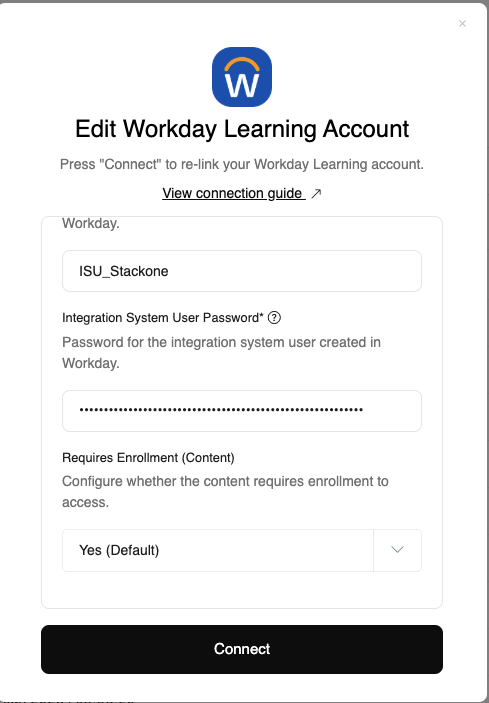 ×
W
Edit Workday Learning Account
Press "Connect" to re-link your Workday Learning account.
View connection guide ↗
Workday.
ISU_Stackone
Integration System User Password* ?
Password for the integration system user created in
Workday.
••••••••••••••••••••••••••••••••••••••••••••••••••••••••••
Requires Enrollment (Content)
Configure whether the content requires enrollment to
access.
Yes (Default)
Connect